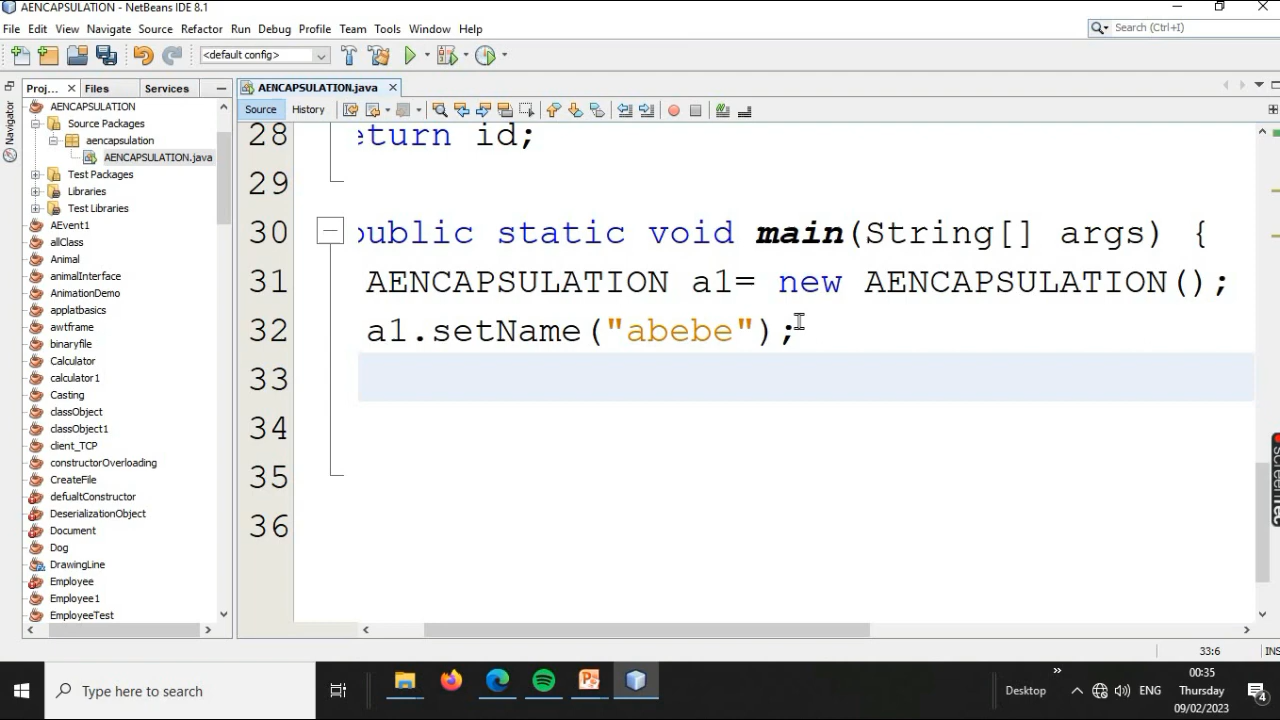 AENCAPSULATION - NetBeans IDE 8.1
File Edit View Navigate Source Refactor Run Debug Profile Team Tools Window Help
Search (Ctrl+I)
<default config>
Proj... Files Services
AENCAPSULATION.java
Navigator
Source History
AENCAPSULATION
Source Packages
aencapsulation
AENCAPSULATION.java
Test Packages
Libraries
Test Libraries
AEvent1
allClass
Animal
animalInterface
AnimationDemo
applatbasics
awtframe
binaryfile
Calculator
calculator1
Casting
classObject
classObject1
client_TCP
constructorOverloading
CreateFile
defualtConstructor
DeserializationObject
Document
Dog
DrawingLine
Employee
Employee1
EmployeeTest
28 eturn id;
29
30 public static void main(String[] args) {
31 AENCAPSULATION a1= new AENCAPSULATION();
32 a1.setName("abebe");
33
34
35
36
33:6 INS
Type here to search
Desktop
ENG
00:35
Thursday
09/02/2023
4